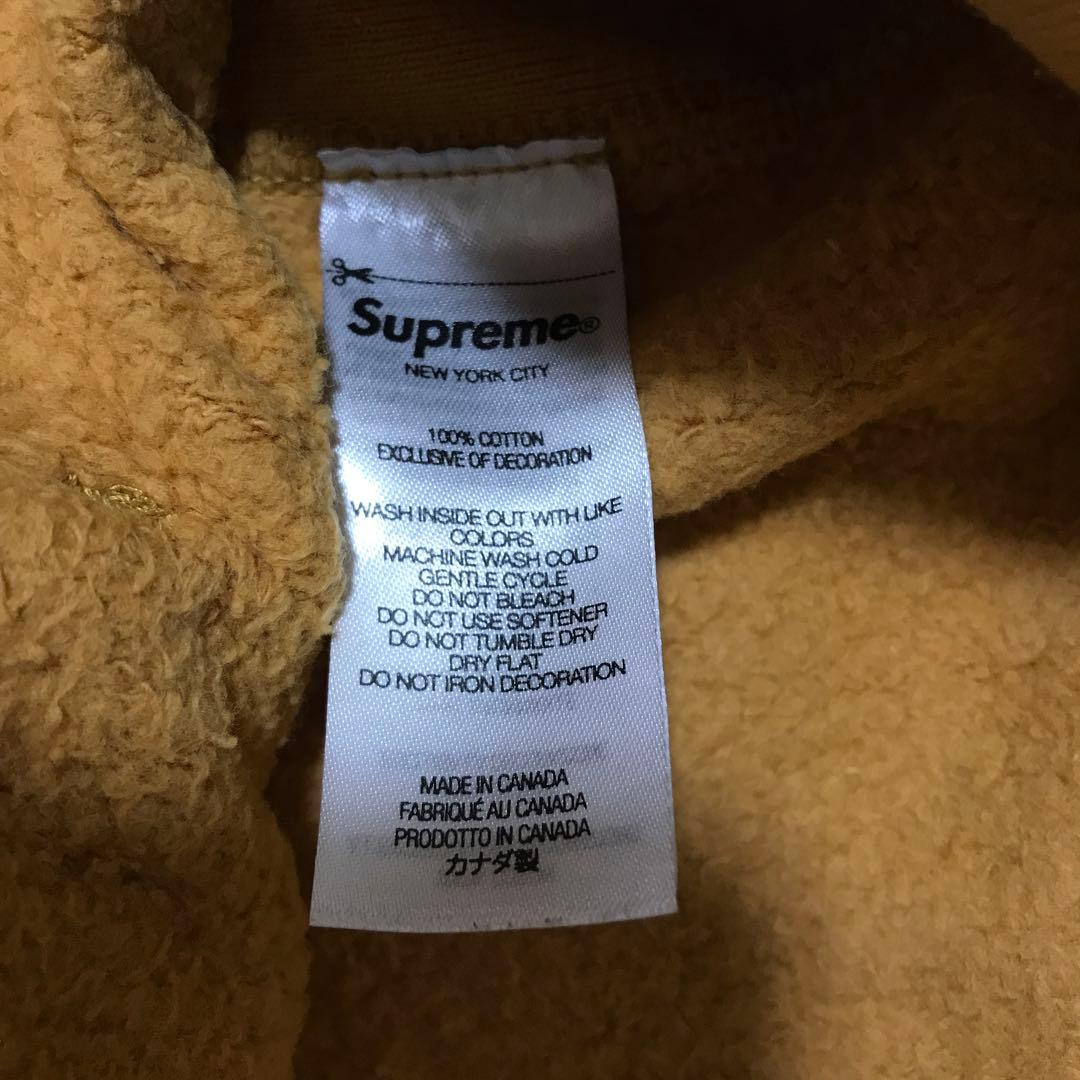 Supreme®
NEW YORK CITY
100% COTTON
EXCLUSIVE OF DECORATION
WASH INSIDE OUT WITH LIKE
COLORS
MACHINE WASH COLD
GENTLE CYCLE
DO NOT BLEACH
DO NOT USE SOFTENER
DO NOT TUMBLE DRY
DRY FLAT
DO NOT IRON DECORATION
MADE IN CANADA
FABRIQUÉ AU CANADA
PRODOTTO IN CANADA
カナダ製